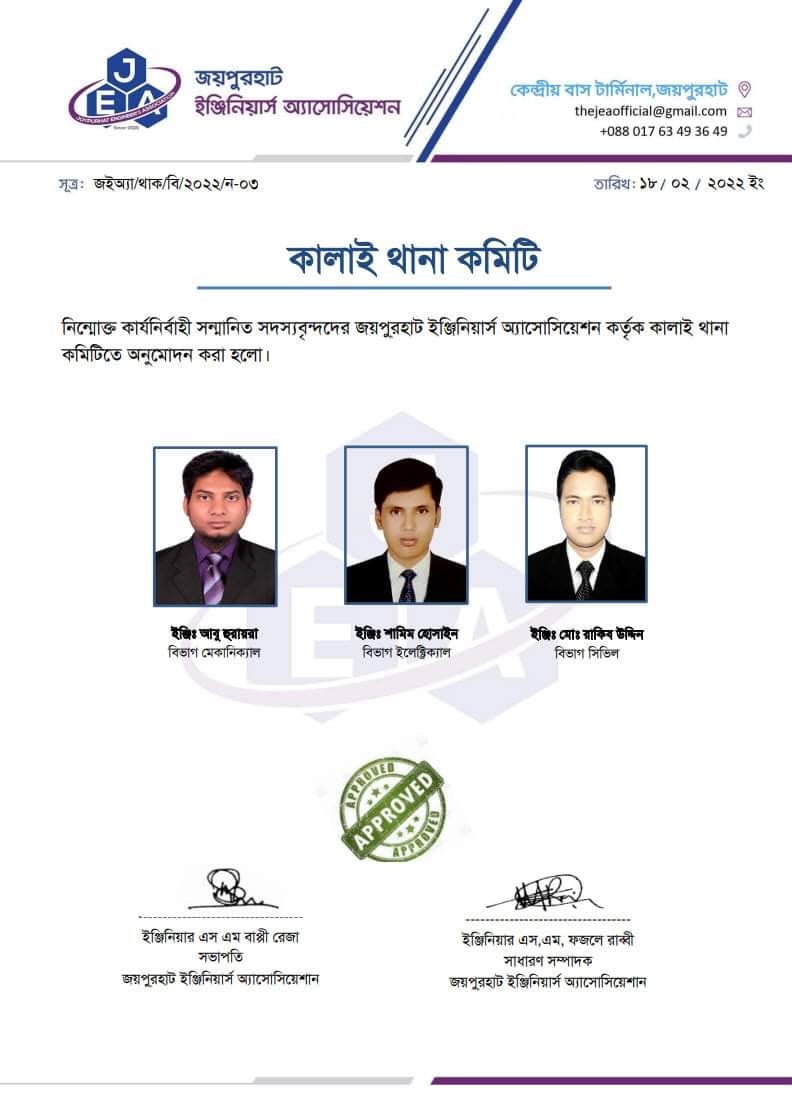 J
E A
JOYPURHAT ENGINEER'S ASSOCIATION
Since-2020
জয়পুরহাট
ইঞ্জিনিয়ার্স অ্যাসোসিয়েশন
কেন্দ্রীয় বাস টার্মিনাল,জয়পুরহাট
thejeaofficial@gmail.com
+088 017 63 49 36 49
সূত্র: জইঅ্যা/থাক/বি/২০২২/ন-০৩
তারিখ: ১৮/ ০২ / ২০২২ ইং
কালাই থানা কমিটি
নিম্মোক্ত কার্যনির্বাহী সন্মানিত সদস্যবৃন্দদের জয়পুরহাট ইঞ্জিনিয়ার্স অ্যাসোসিয়েশন কর্তৃক কালাই থানা
কমিটিতে অনুমোদন করা হলো।
J
E A
ইঞ্জিঃ আবু হুরায়রা
বিভাগ মেকানিক্যাল
ইঞ্জিঃ শামিম হোসাইন
বিভাগ ইলেক্ট্রিক্যাল
ইঞ্জিঃ মোঃ রাকিব উদ্দিন
বিভাগ সিভিল
APPROVED
APPROVED
APPROVED
ইঞ্জিনিয়ার এস এম বাপ্পী রেজা
সভাপতি
জয়পুরহাট ইঞ্জিনিয়ার্স অ্যাসোসিয়েশান
ইঞ্জিনিয়ার এস,এম, ফজলে রাব্বী
সাধারণ সম্পাদক
জয়পুরহাট ইঞ্জিনিয়ার্স অ্যাসোসিয়েশান